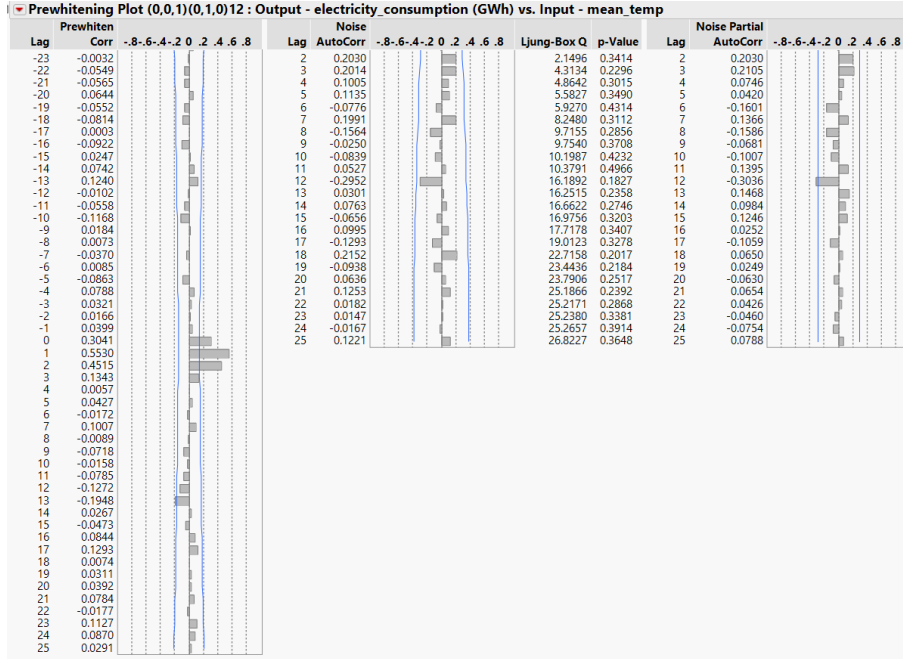 Prewhitening Plot (0,0,1)(0,1,0)12 : Output - electricity_consumption (GWh) vs. Input - mean_temp
Prewhiten Noise Noise Partial
Lag Corr -.8-.6-.4-.2 0 .2 .4 .6 .8 Lag AutoCorr -.8-.6-.4-.2 0 .2 .4 .6 .8 Ljung-Box Q p-Value Lag AutoCorr -.8-.6-.4-.2 0 .2 .4 .6 .8
-23 -0.0032 2 0.2030 2.1496 0.3414 2 0.2030
-22 -0.0549 3 0.2014 4.3134 0.2296 3 0.2105
-21 -0.0565 4 0.1005 4.8642 0.3015 4 0.0746
-20 0.0644 5 0.1135 5.5827 0.3490 5 0.0420
-19 -0.0552 6 -0.0776 5.9270 0.4314 6 -0.1601
-18 -0.0814 7 0.1991 8.2480 0.3112 7 0.1366
-17 0.0003 8 -0.1564 9.7155 0.2856 8 -0.1586
-16 -0.0922 9 -0.0250 9.7540 0.3708 9 -0.0681
-15 0.0247 10 -0.0839 10.1987 0.4232 10 -0.1007
-14 0.0742 11 0.0527 10.3791 0.4966 11 0.1395
-13 0.1240 12 -0.2952 16.1892 0.1827 12 -0.3036
-12 -0.0102 13 0.0301 16.2515 0.2358 13 0.1468
-11 -0.0558 14 0.0763 16.6622 0.2746 14 0.0984
-10 -0.1168 15 -0.0656 16.9756 0.3203 15 0.1246
-9 0.0184 16 0.0995 17.7178 0.3407 16 0.0252
-8 0.0073 17 -0.1293 19.0123 0.3278 17 -0.1059
-7 -0.0370 18 0.2152 22.7158 0.2017 18 0.0650
-6 0.0085 19 -0.0938 23.4436 0.2184 19 0.0249
-5 -0.0863 20 0.0636 23.7906 0.2517 20 -0.0630
-4 0.0788 21 0.1253 25.1866 0.2392 21 0.0654
-3 0.0321 22 0.0182 25.2171 0.2868 22 0.0426
-2 0.0166 23 0.0147 25.2380 0.3381 23 -0.0460
-1 0.0399 24 -0.0167 25.2657 0.3914 24 -0.0754
0 0.3041 25 0.1221 26.8227 0.3648 25 0.0788
1 0.5530
2 0.4515
3 0.1343
4 0.0057
5 0.0427
6 -0.0172
7 0.1007
8 -0.0089
9 -0.0718
10 -0.0158
11 -0.0785
12 -0.1272
13 -0.1948
14 0.0267
15 -0.0473
16 0.0844
17 0.1293
18 0.0074
19 0.0311
20 0.0392
21 0.0784
22 -0.0177
23 0.1127
24 0.0870
25 0.0291